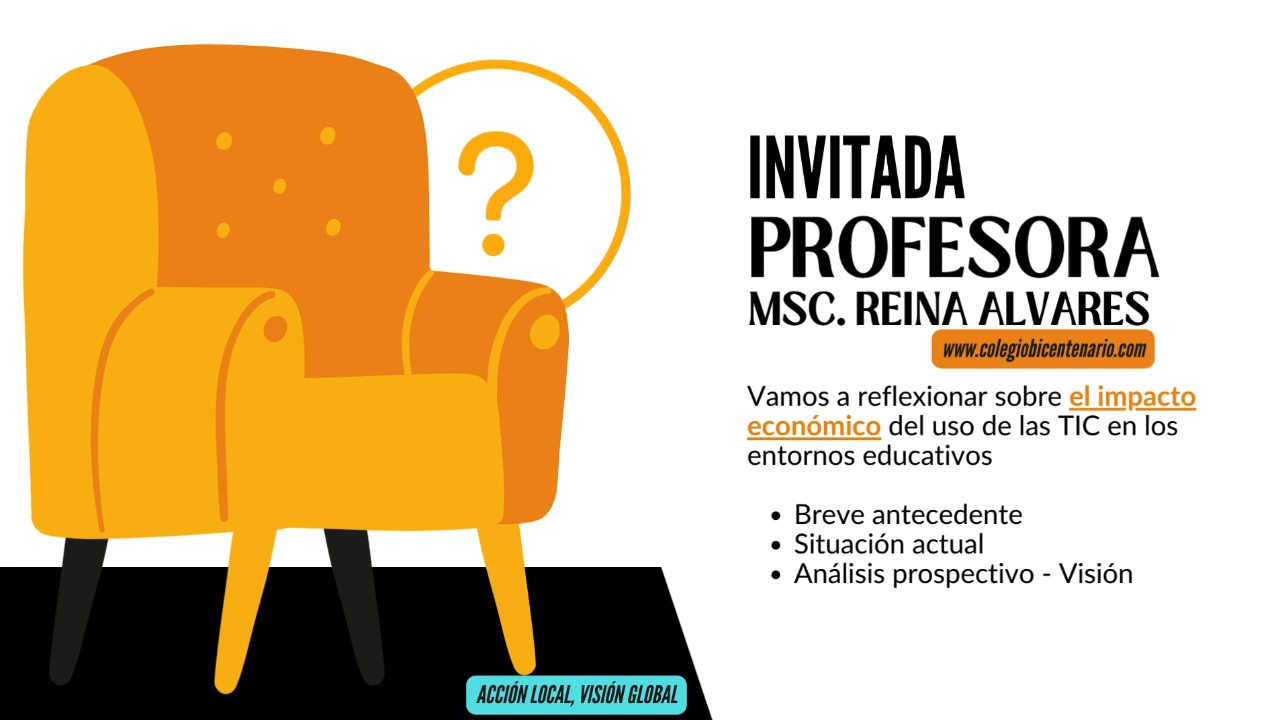 ?
INVITADA
PROFESORA
MSC. REINA ALVARES
www.colegiobicentenario.com
Vamos a reflexionar sobre el impacto
económico del uso de las TIC en los
entornos educativos
• Breve antecedente
• Situación actual
• Análisis prospectivo - Visión
ACCIÓN LOCAL, VISIÓN GLOBAL